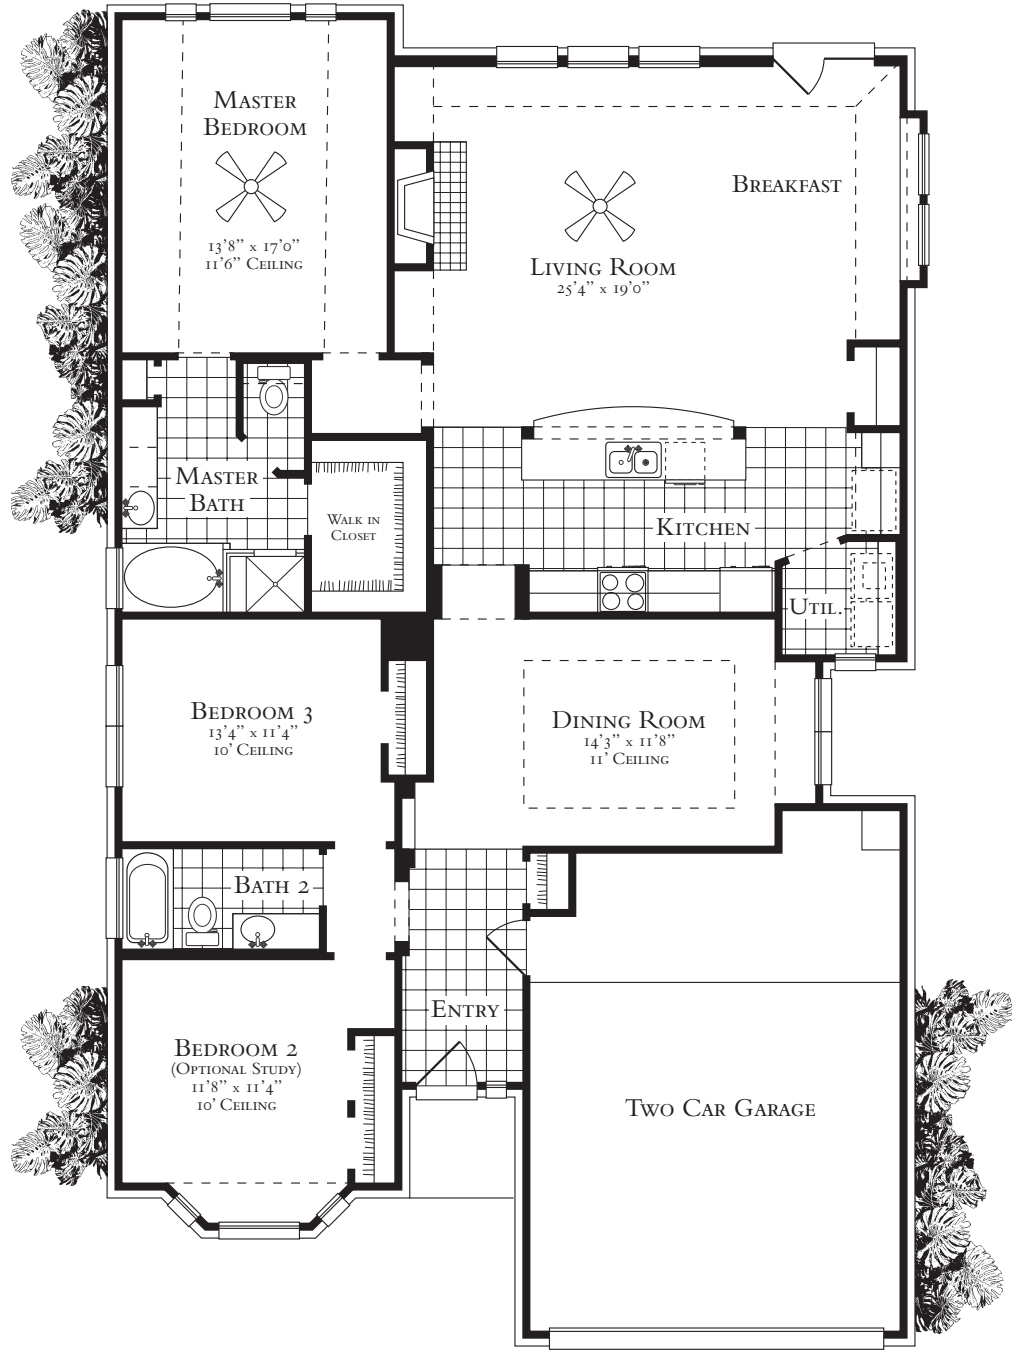 Master
Bedroom
13'8" x 17'0"
11'6" Ceiling
Breakfast
Living Room
25'4" x 19'0"
Master
Bath
Walk in
Closet
Kitchen
Util.
Bedroom 3
13'4" x 11'4"
10' Ceiling
Dining Room
14'3" x 11'8"
11' Ceiling
Bath 2
Entry
Bedroom 2
(Optional Study)
11'8" x 11'4"
10' Ceiling
Two Car Garage